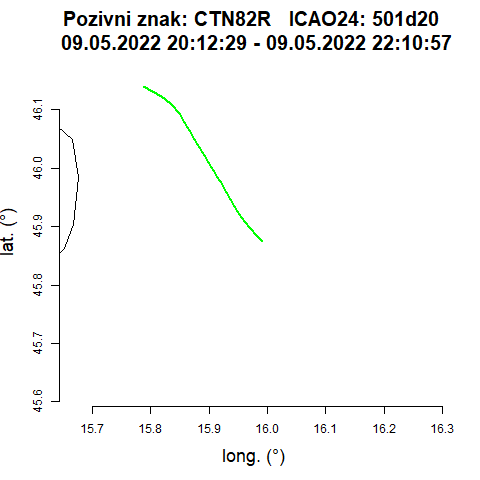 Pozivni znak: CTN82R   ICAO24: 501d20
09.05.2022 20:12:29 - 09.05.2022 22:10:57
lat. (°)
46.1
46.0
45.9
45.8
45.7
45.6
15.7 15.8 15.9 16.0 16.1 16.2 16.3
long. (°)